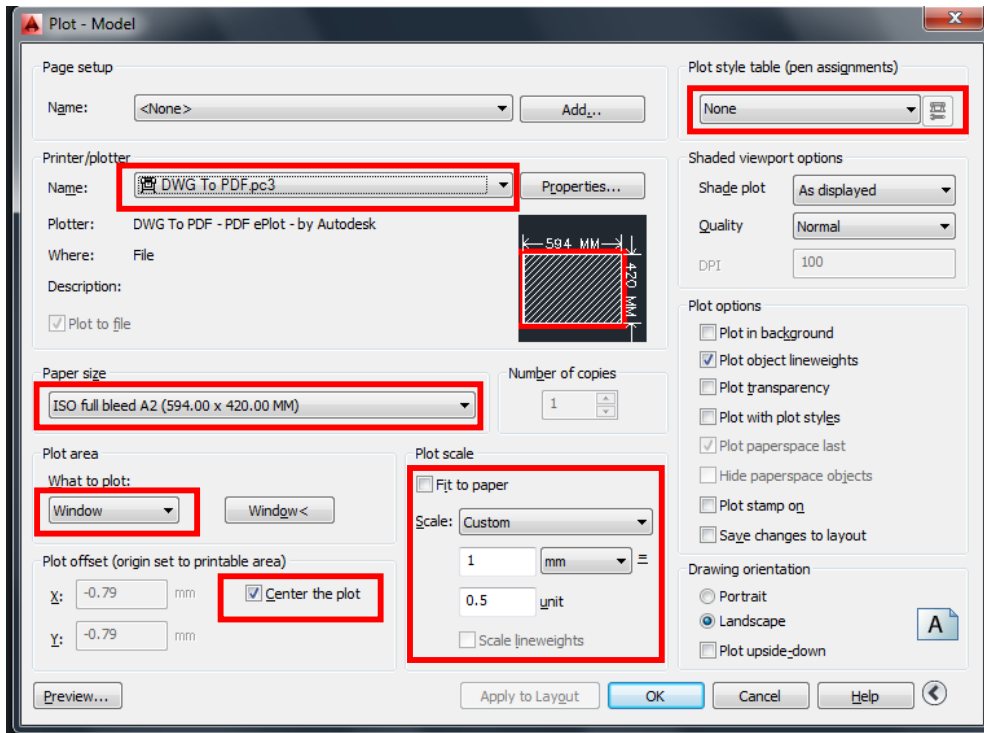 Plot - Model
Page setup
Name: <None> Add...
Printer/plotter
Name: DWG To PDF.pc3 Properties...
Plotter: DWG To PDF - PDF ePlot - by Autodesk
Where: File
Description:
Plot to file
594 MM
420 MM
Paper size
ISO full bleed A2 (594.00 x 420.00 MM)
Number of copies
1
Plot area
What to plot:
Window Window<
Plot offset (origin set to printable area)
X: -0.79 mm Center the plot
Y: -0.79 mm
Plot scale
Fit to paper
Scale: Custom
1 mm =
0.5 unit
Scale lineweights
Plot style table (pen assignments)
None
Shaded viewport options
Shade plot As displayed
Quality Normal
DPI 100
Plot options
Plot in background
Plot object lineweights
Plot transparency
Plot with plot styles
Plot paperspace last
Hide paperspace objects
Plot stamp on
Save changes to layout
Drawing orientation
Portrait
Landscape
Plot upside-down
A
Preview... Apply to Layout OK Cancel Help